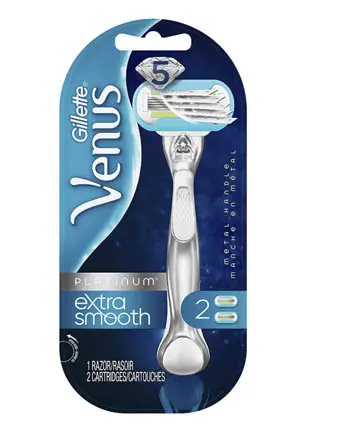 Gillette
Venus
5
METAL HANDLE
MANCHE EN MÉTAL
PLATINUM™
extra
smooth
2
1 RAZOR/RASOIR
2 CARTRIDGES/CARTOUCHES